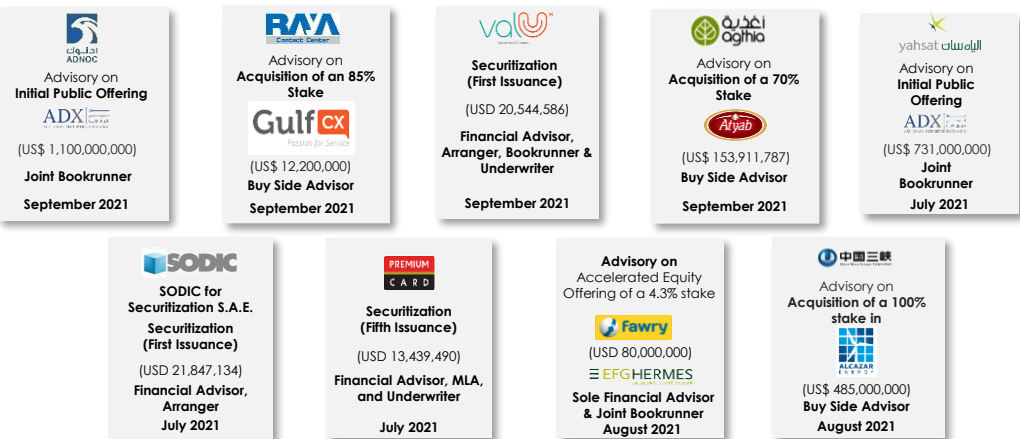 ادنوك
ADNOC
Advisory on
Initial Public Offering
ADX
(US$ 1,100,000,000)
Joint Bookrunner
September 2021
RAYA
Contact Center
Advisory on
Acquisition of an 85%
Stake
Gulf CX
Passion for Service
(US$ 12,200,000)
Buy Side Advisor
September 2021
valU
Securitization
(First Issuance)
(USD 20,544,586)
Financial Advisor,
Arranger, Bookrunner &
Underwriter
September 2021
اغذية
agthia
Advisory on
Acquisition of a 70%
Stake
Atyab
(US$ 153,911,787)
Buy Side Advisor
September 2021
yahsat الياه سات
Advisory on
Initial Public
Offering
ADX
(US$ 731,000,000)
Joint
Bookrunner
July 2021
SODIC
SODIC for
Securitization S.A.E.
Securitization
(First Issuance)
(USD 21,847,134)
Financial Advisor,
Arranger
July 2021
PREMIUM
CARD
Securitization
(Fifth Issuance)
(USD 13,439,490)
Financial Advisor, MLA,
and Underwriter
July 2021
Advisory on
Accelerated Equity
Offering of a 4.3% stake
fawry
(USD 80,000,000)
EFG HERMES
Sole Financial Advisor
& Joint Bookrunner
August 2021
中国三峡
Advisory on
Acquisition of a 100%
stake in
ALCAZAR
ENERGY
(US$ 485,000,000)
Buy Side Advisor
August 2021